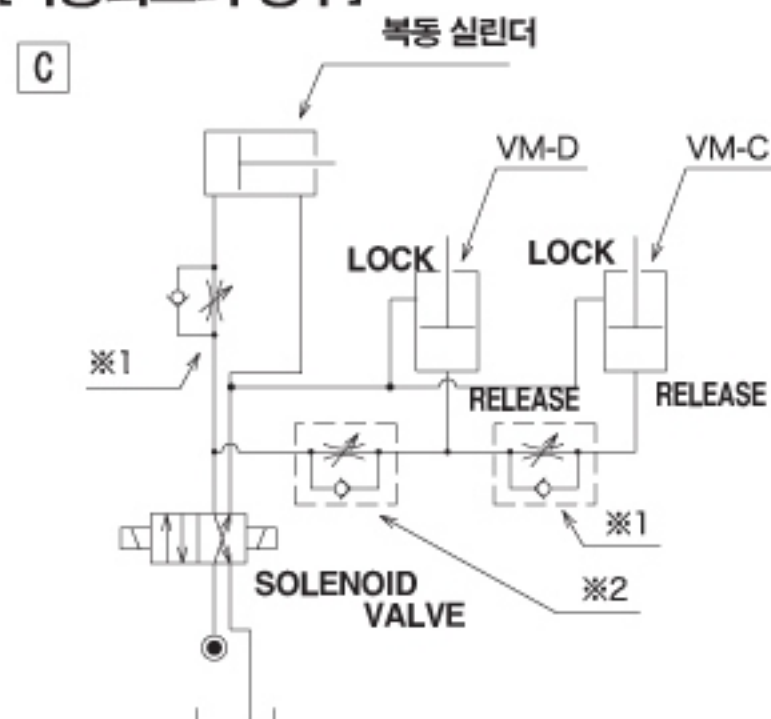 C
복동 실린더
VM-D
VM-C
LOCK
LOCK
※1
RELEASE
RELEASE
※1
※2
SOLENOID
VALVE